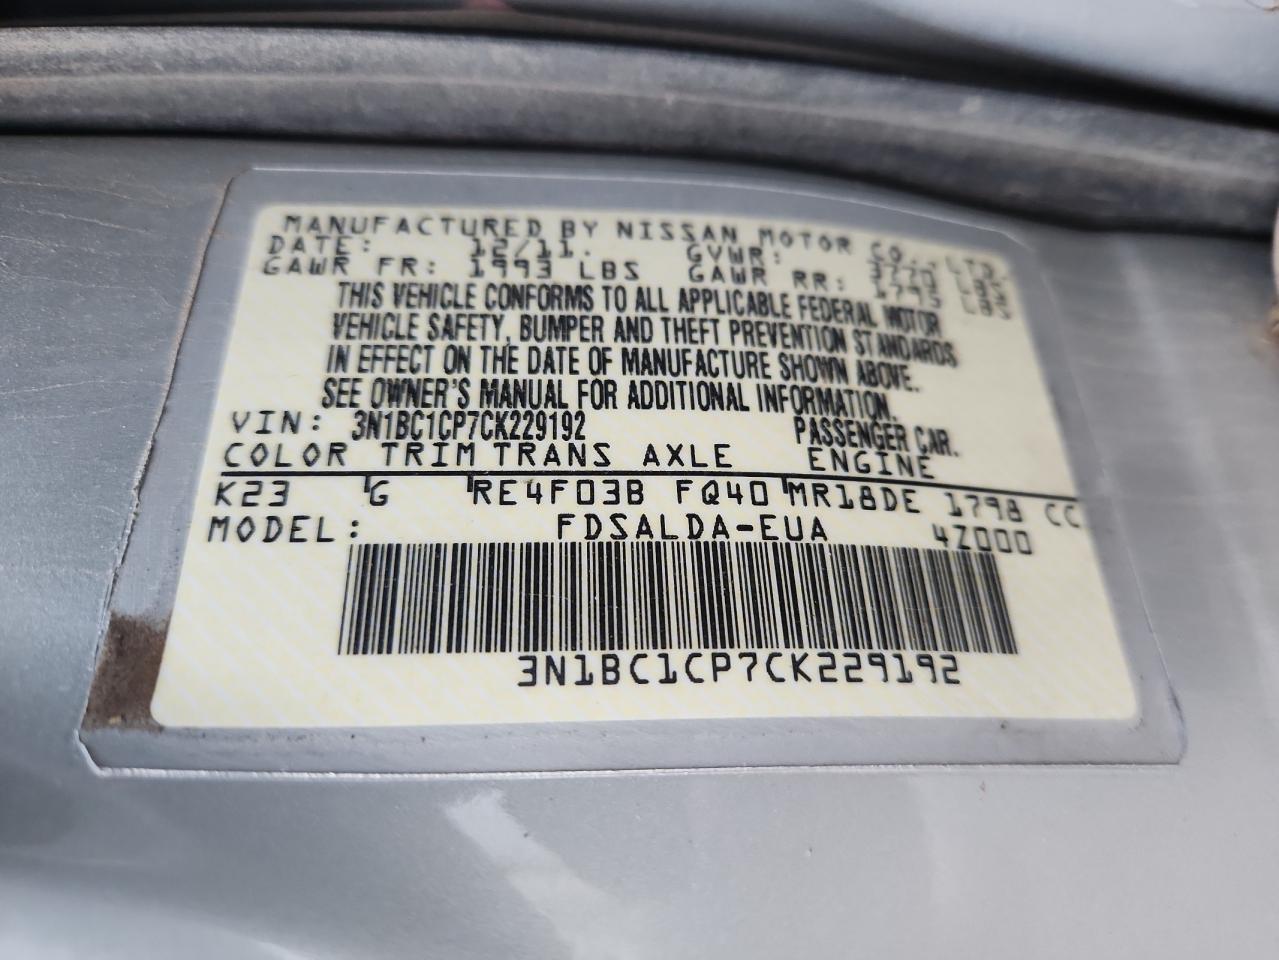 MANUFACTURED BY NISSAN MOTOR CO., LTD.
DATE: 12/11. GVWR: 3770 LBS
GAWR FR: 1993 LBS GAWR RR: 1795 LBS
THIS VEHICLE CONFORMS TO ALL APPLICABLE FEDERAL MOTOR
VEHICLE SAFETY, BUMPER AND THEFT PREVENTION STANDARDS
IN EFFECT ON THE DATE OF MANUFACTURE SHOWN ABOVE.
SEE OWNER'S MANUAL FOR ADDITIONAL INFORMATION.
VIN: 3N1BC1CP7CK229192 PASSENGER CAR.
COLOR TRIM TRANS AXLE ENGINE
K23 G RE4F03B FQ40 MR18DE 1798 CC
MODEL: FDSALDA-EUA 4Z000
3N1BC1CP7CK229192